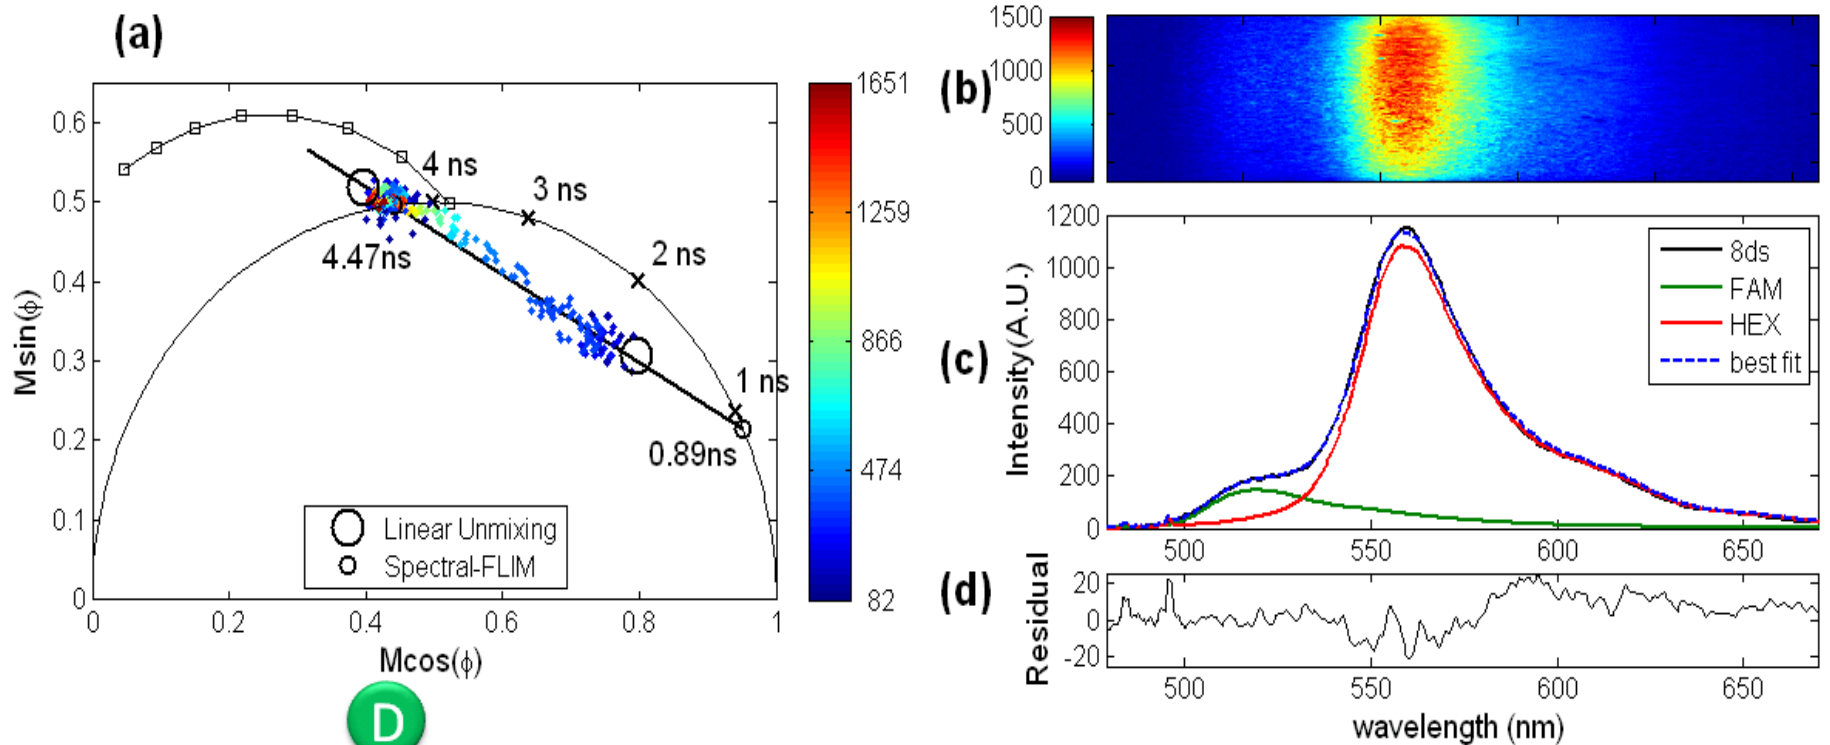 (a)
Msin(ϕ)
0.6
0.5
0.4
0.3
0.2
0.1
0
0 0.2 0.4 0.6 0.8 1
Mcos(ϕ)
4 ns
3 ns
2 ns
1 ns
4.47ns
0.89ns
Linear Unmixing
Spectral-FLIM
1651
1259
866
474
82
D
(b)
1500
1000
500
0
(c)
Intensity(A.U.)
1200
1000
800
600
400
200
0
8ds
FAM
HEX
best fit
500 550 600 650
(d)
Residual
20
0
-20
500 550 600 650
wavelength (nm)